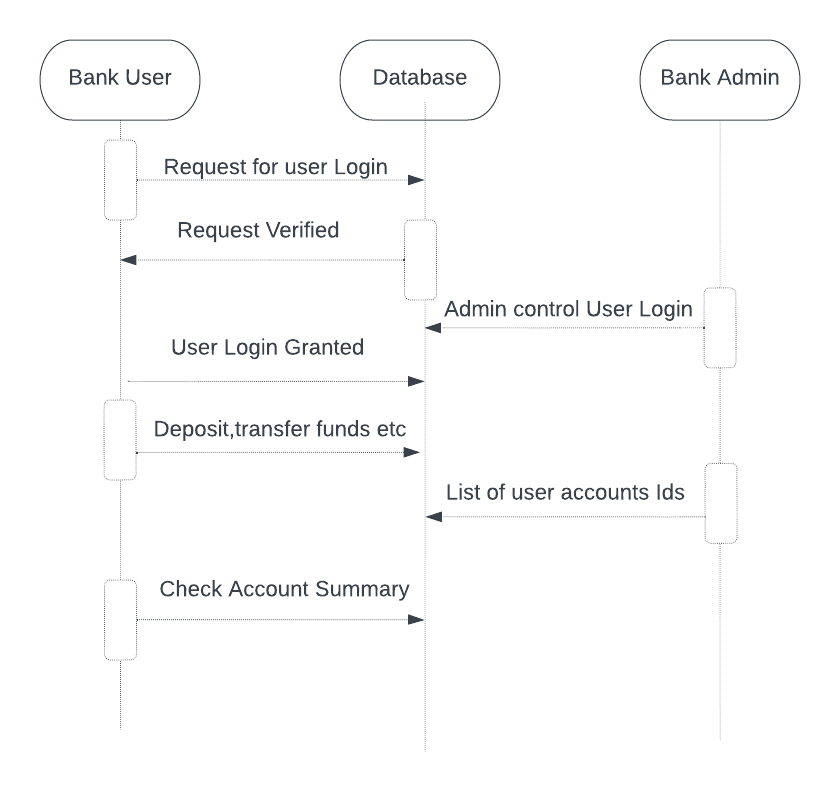 Bank User
Database
Bank Admin
Request for user Login
Request Verified
Admin control User Login
User Login Granted
Deposit,transfer funds etc
List of user accounts Ids
Check Account Summary